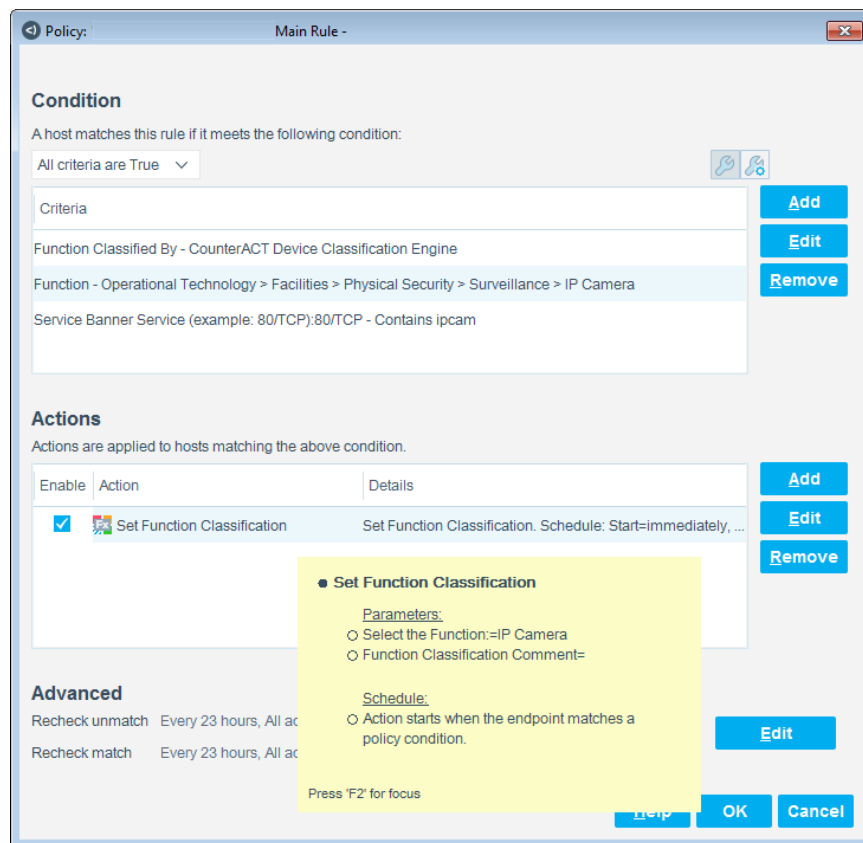 Policy: Main Rule -
Condition
A host matches this rule if it meets the following condition:
All criteria are True
Criteria
Add
Function Classified By - CounterACT Device Classification Engine
Edit
Function - Operational Technology > Facilities > Physical Security > Surveillance > IP Camera
Remove
Service Banner Service (example: 80/TCP):80/TCP - Contains ipcam
Actions
Actions are applied to hosts matching the above condition.
Enable Action Details
Add
Set Function Classification Set Function Classification. Schedule: Start=immediately, ...
Edit
Remove
Set Function Classification
Parameters:
Select the Function:=IP Camera
Function Classification Comment=
Schedule:
Action starts when the endpoint matches a
policy condition.
Press 'F2' for focus
Advanced
Recheck unmatch Every 23 hours, All ac
Edit
Recheck match Every 23 hours, All ac
Help OK Cancel